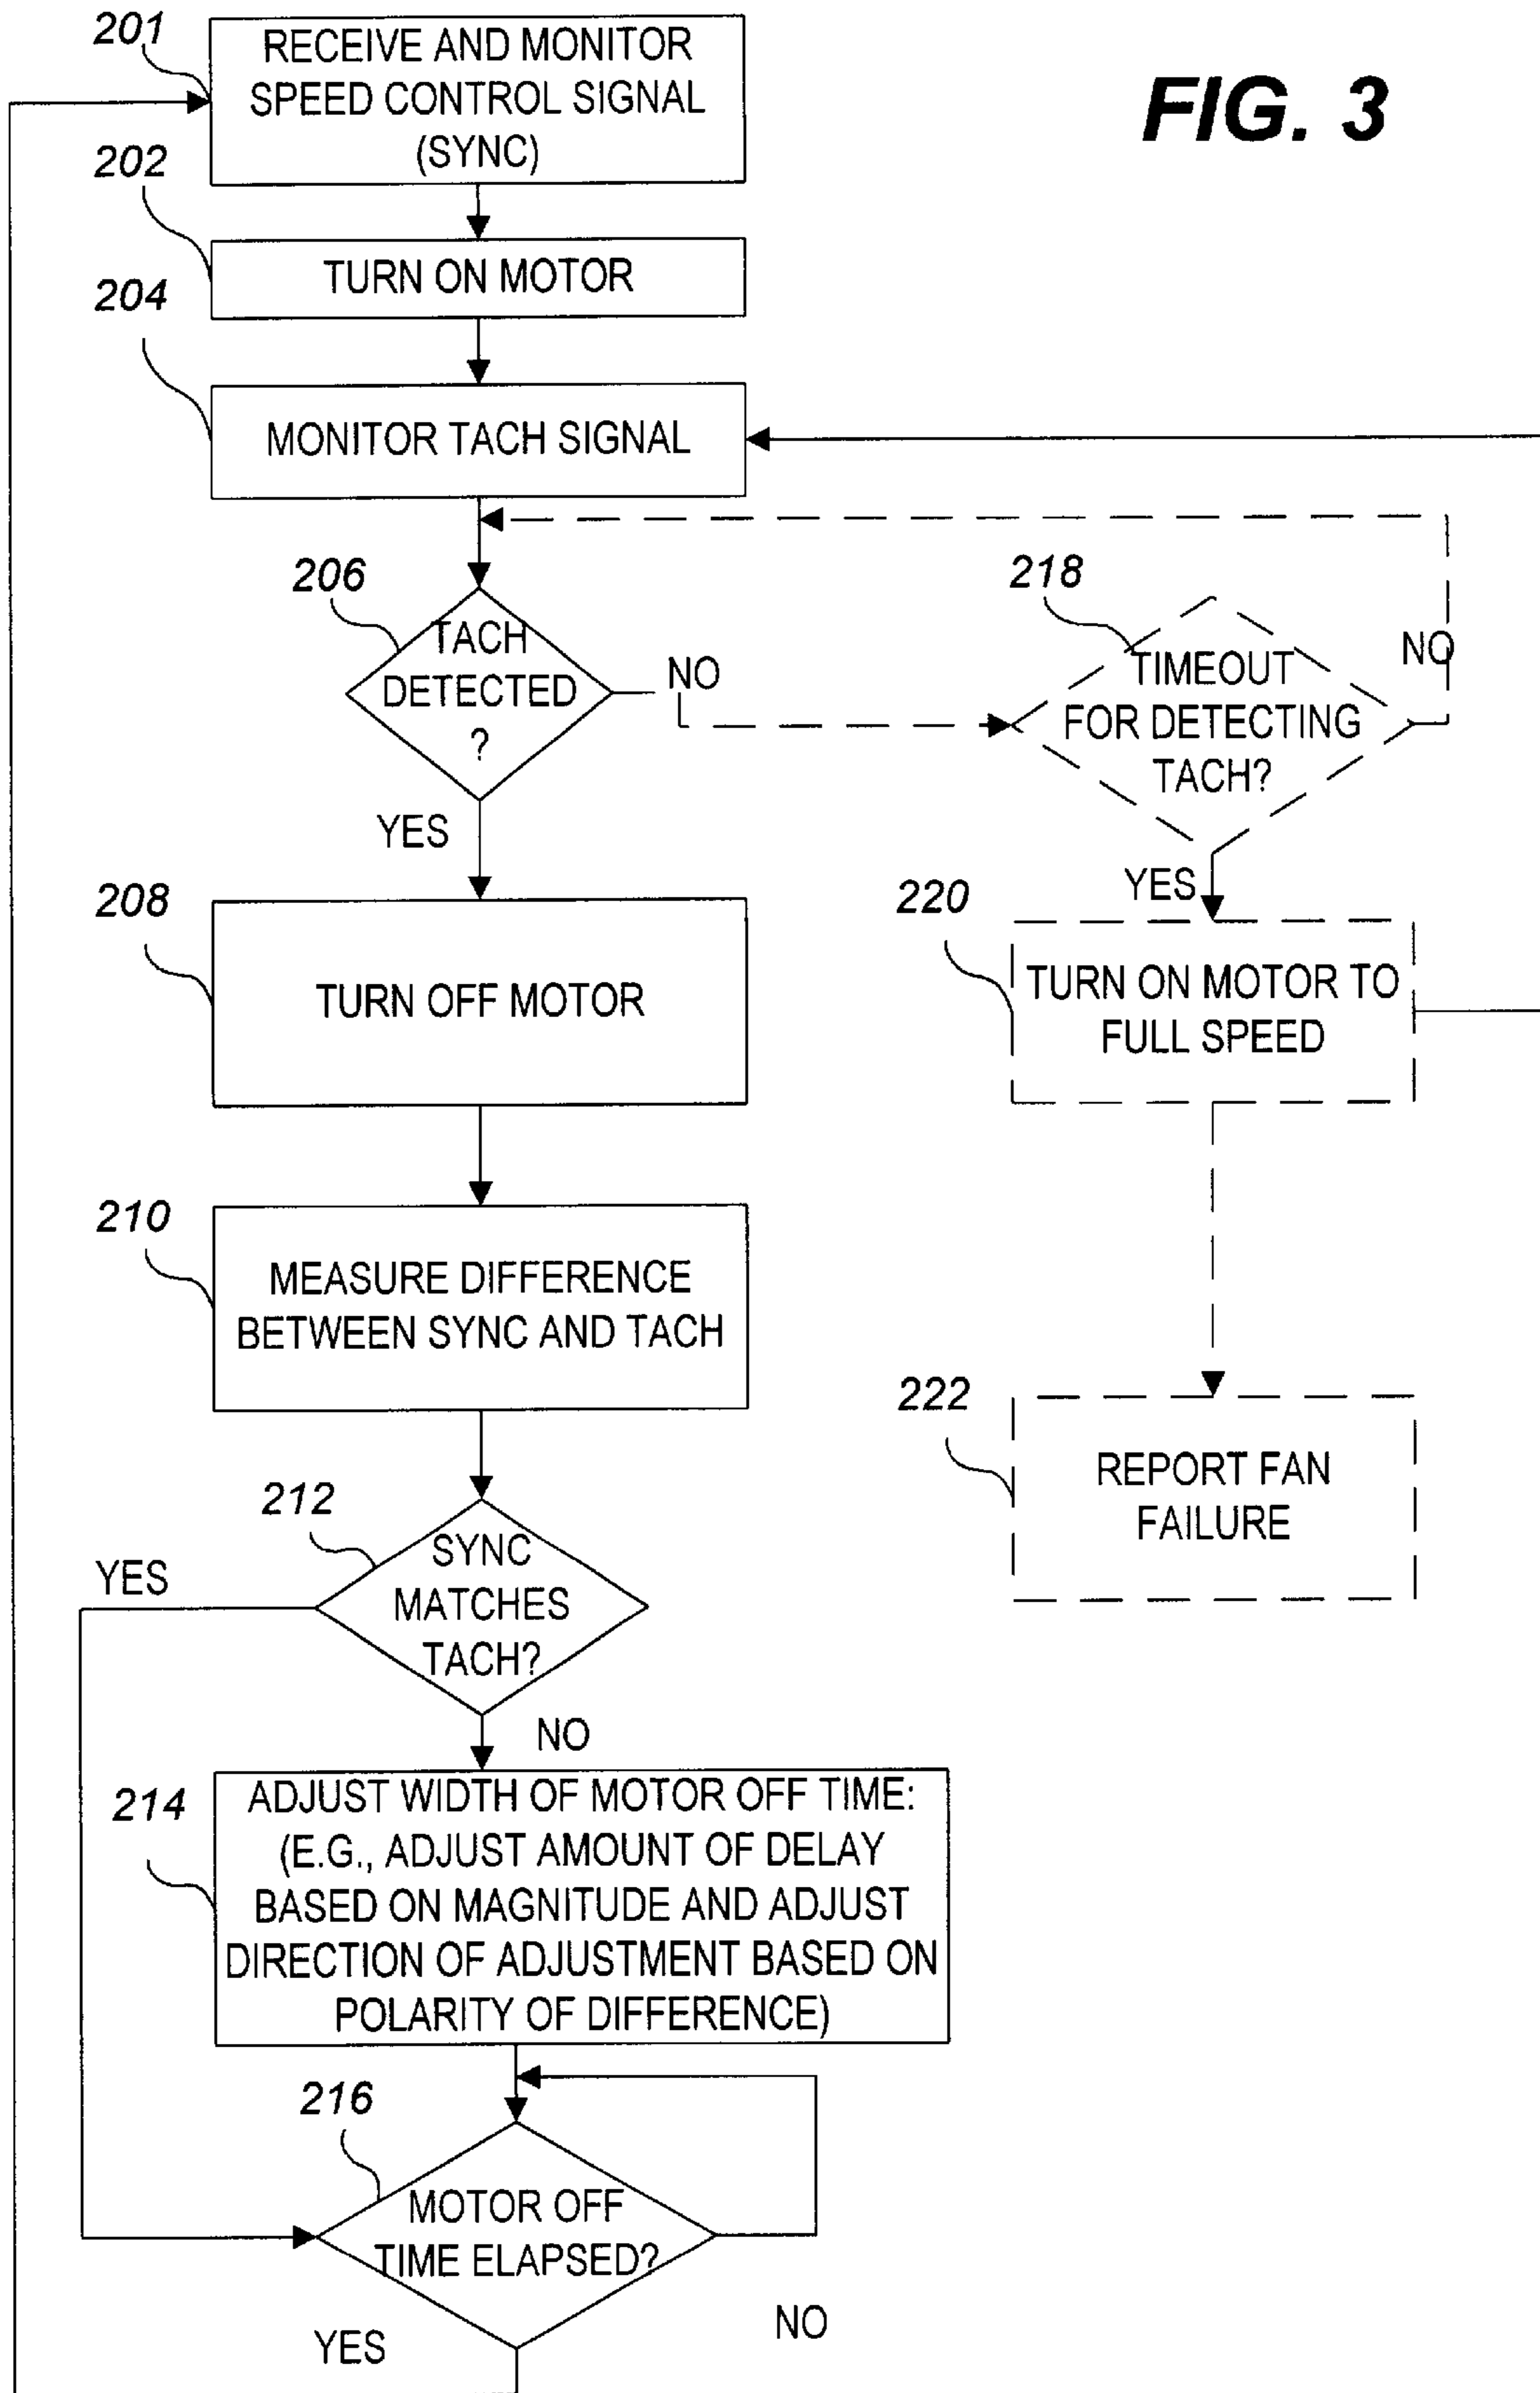 FIG. 3
201
RECEIVE AND MONITOR
SPEED CONTROL SIGNAL
(SYNC)
202
TURN ON MOTOR
204
MONITOR TACH SIGNAL
206
TACH
DETECTED
?
NO
YES
218
TIMEOUT
FOR DETECTING
TACH?
NO
YES
208
TURN OFF MOTOR
220
TURN ON MOTOR TO
FULL SPEED
210
MEASURE DIFFERENCE
BETWEEN SYNC AND TACH
222
REPORT FAN
FAILURE
212
SYNC
MATCHES
TACH?
YES
NO
214
ADJUST WIDTH OF MOTOR OFF TIME:
(E.G., ADJUST AMOUNT OF DELAY
BASED ON MAGNITUDE AND ADJUST
DIRECTION OF ADJUSTMENT BASED ON
POLARITY OF DIFFERENCE)
216
MOTOR OFF
TIME ELAPSED?
NO
YES